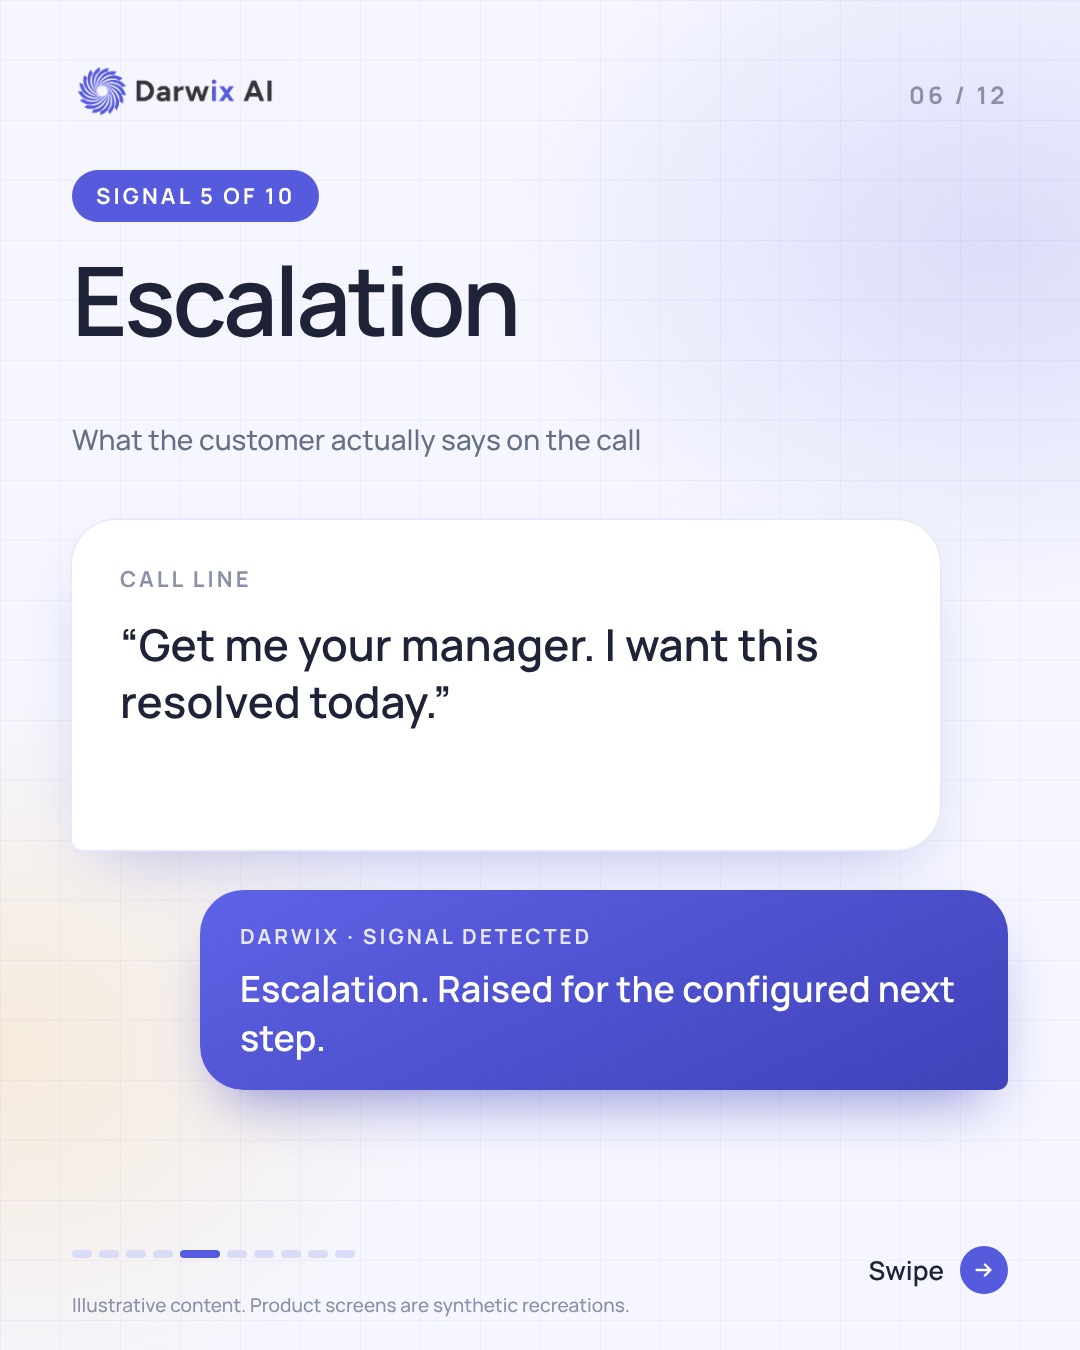 Darwix AI
06 / 12
SIGNAL 5 OF 10
Escalation
What the customer actually says on the call
CALL LINE
“Get me your manager. I want this
resolved today.”
DARWIX · SIGNAL DETECTED
Escalation. Raised for the configured next
step.
Swipe
Illustrative content. Product screens are synthetic recreations.